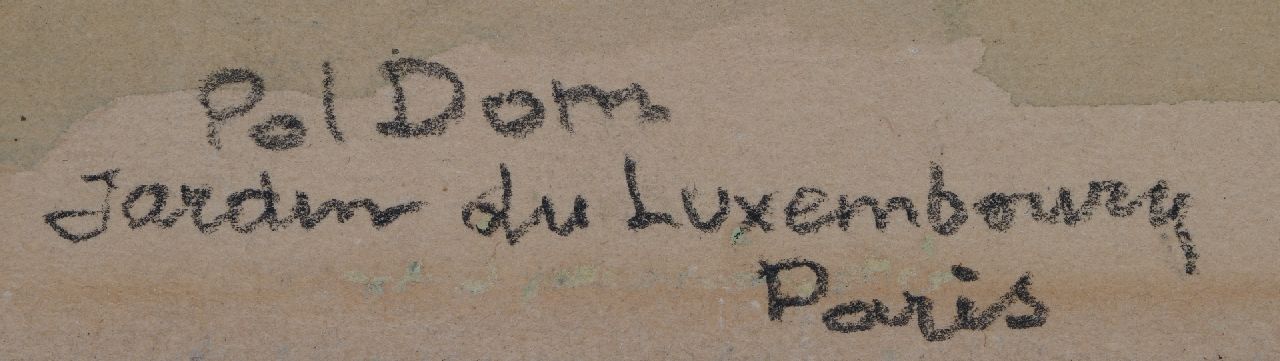 Pol Dom
Jardin du Luxembourg
Paris